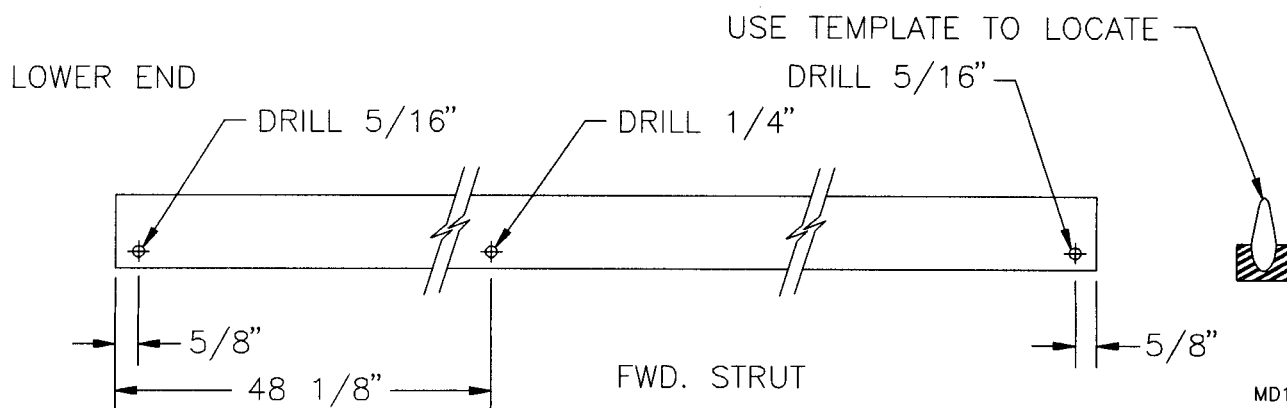 USE TEMPLATE TO LOCATE
LOWER END
DRILL 5/16"
DRILL 5/16"
DRILL 1/4"
5/8"
5/8"
48 1/8"
FWD. STRUT
MD1